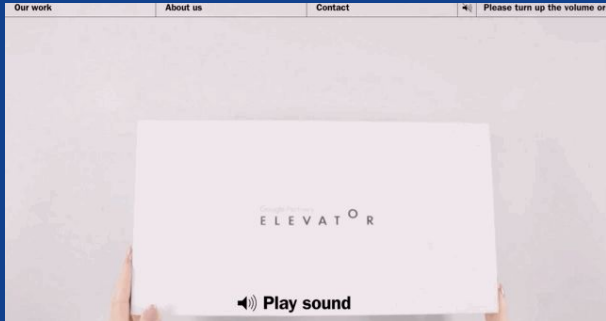 Our work
About us
Contact
Please turn up the volume or
ELEVATOR
Play sound